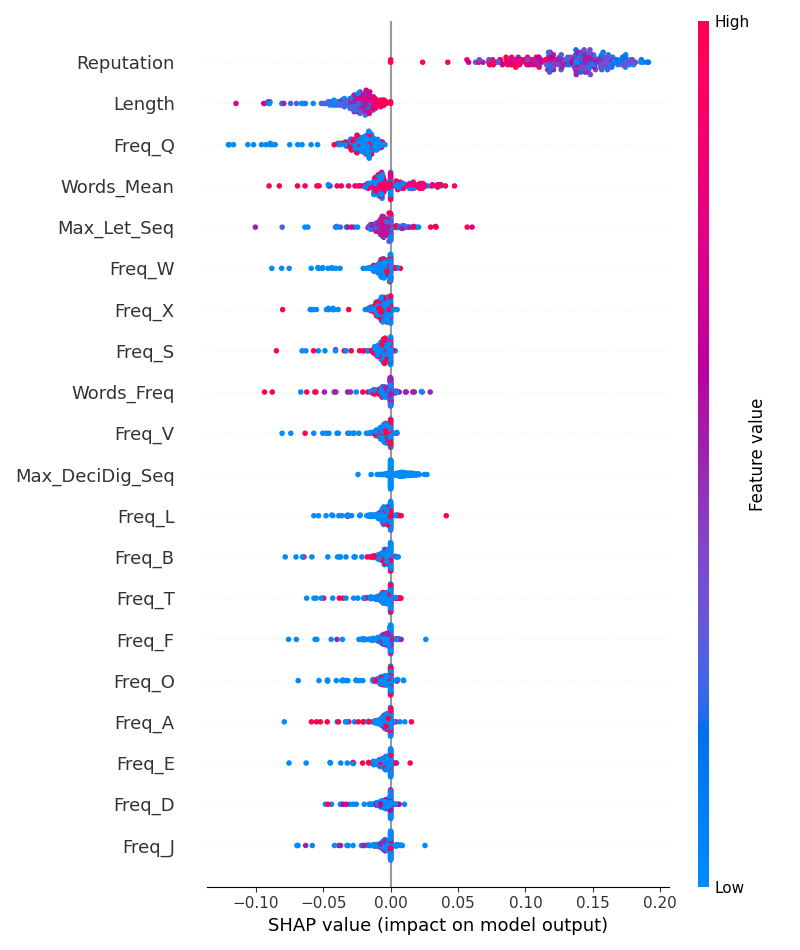 High
Reputation
Length
Freq_Q
Words_Mean
Max_Let_Seq
Freq_W
Freq_X
Freq_S
Words_Freq
Freq_V
Max_DeciDig_Seq
Freq_L
Freq_B
Freq_T
Freq_F
Freq_O
Freq_A
Freq_E
Freq_D
Freq_J
Feature value
Low
−0.10 −0.05 0.00 0.05 0.10 0.15 0.20
SHAP value (impact on model output)